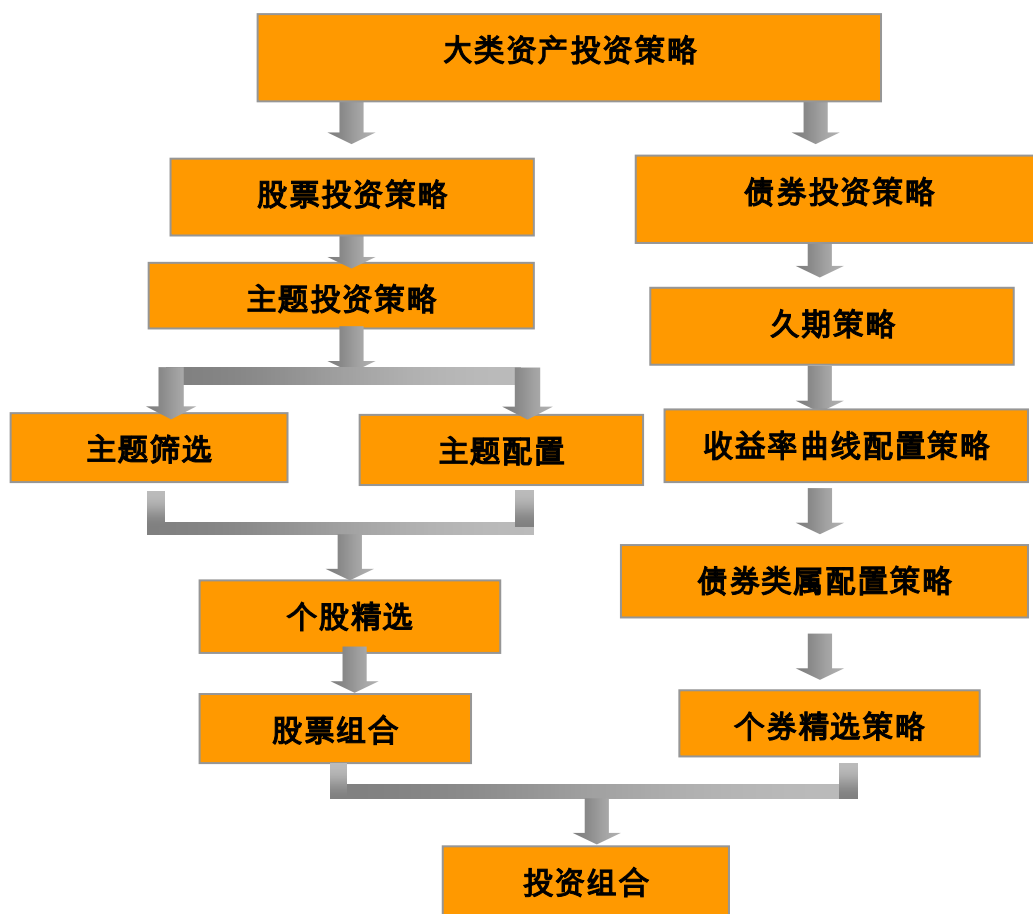 大类资产投资策略
股票投资策略
债券投资策略
主题投资策略
久期策略
主题筛选
主题配置
收益率曲线配置策略
债券类属配置策略
个股精选
股票组合
个券精选策略
投资组合